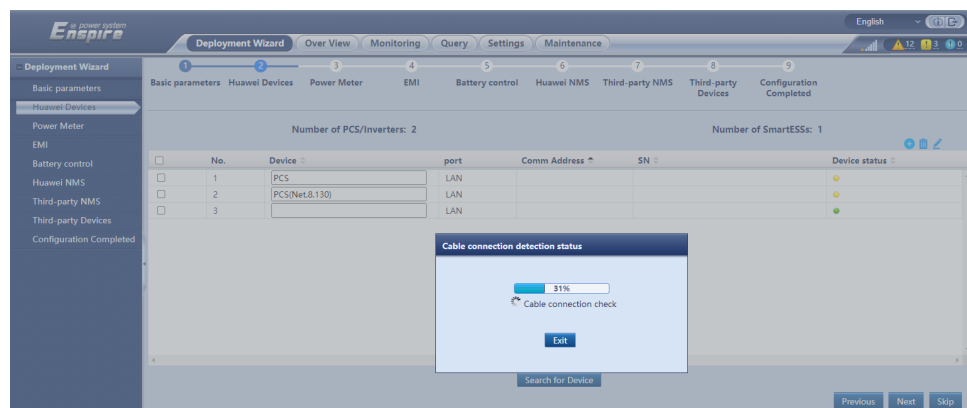 e power system
Enspire
English
Deployment Wizard Over View Monitoring Query Settings Maintenance
12 3 0
Deployment Wizard
Basic parameters
Huawei Devices
Power Meter
EMI
Battery control
Huawei NMS
Third-party NMS
Third-party Devices
Configuration Completed
1 2 3 4 5 6 7 8 9
Basic parameters Huawei Devices Power Meter EMI Battery control Huawei NMS Third-party NMS Third-party Devices Configuration Completed
Number of PCS/Inverters: 2 Number of SmartESSs: 1
No. Device port Comm Address SN Device status
1 PCS LAN
2 PCS(Net.8.130) LAN
3 LAN
Cable connection detection status
31%
Cable connection check
Exit
Search for Device
Previous Next Skip